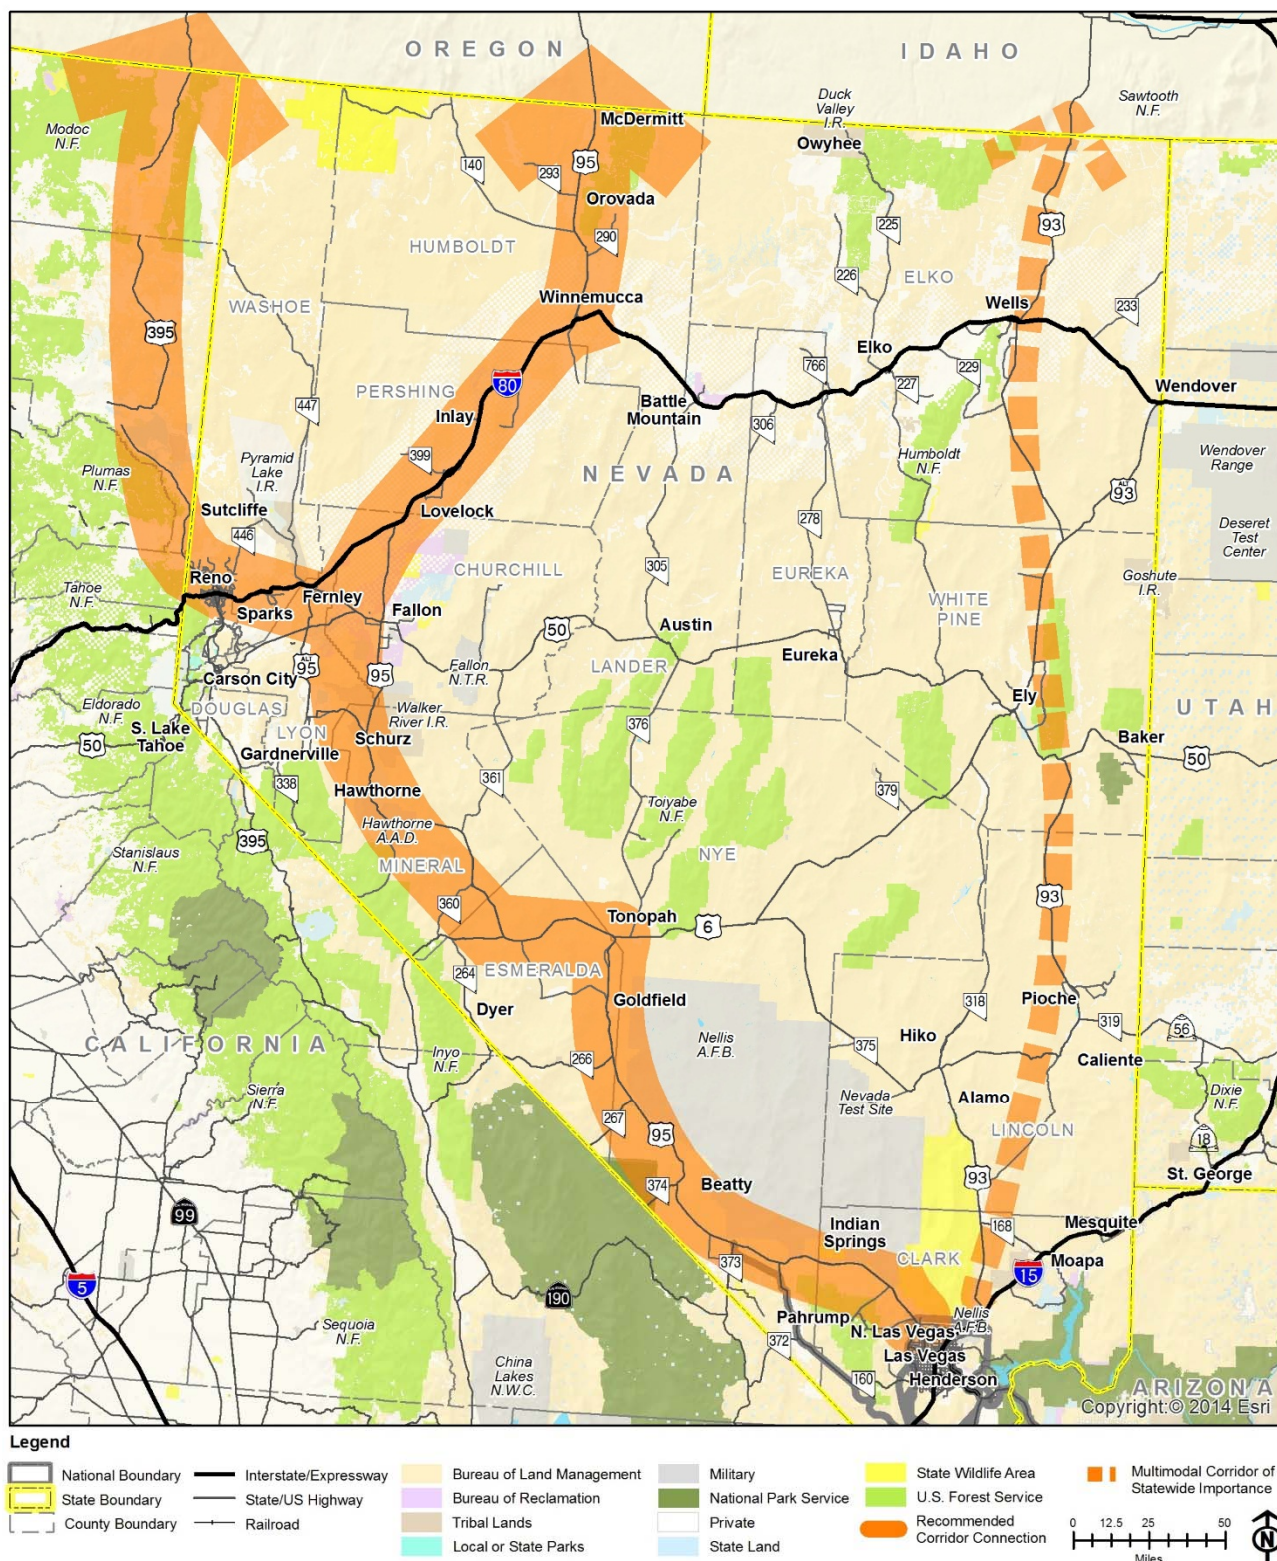 OREGON
IDAHO
Duck
Valley
I.R.
Sawtooth
N.F.
Modoc
N.F.
McDermitt
Owyhee
95
140
293
Orovada
225
93
290
HUMBOLDT
226
ELKO
Winnemucca
Wells
WASHOE
233
395
Elko
766
229
80
227
PERSHING
Wendover
447
Inlay
Battle
Mountain
306
399
Humboldt
N.F.
Wendover
Range
Pyramid
Lake
I.R.
NEVADA
Plumas
N.F.
ALT
93
Sutcliffe
Lovelock
278
Deseret
Test
Center
446
CHURCHILL
305
EUREKA
Goshute
I.R.
Reno
Tahoe
N.F.
Fernley
WHITE
PINE
Sparks
Fallon
50
Austin
Eureka
ALT
95
95
Fallon
N.T.R.
LANDER
Carson City
Ely
Eldorado
N.F.
DOUGLAS
Walker
River I.R.
UTAH
S. Lake
Tahoe
50
LYON
376
Schurz
Baker
Gardnerville
50
338
361
Hawthorne
379
Toiyabe
N.F.
Hawthorne
A.A.D.
395
Stanislaus
N.F.
NYE
MINERAL
93
360
Tonopah
6
264
ESMERALDA
Goldfield
Pioche
Dyer
318
319
56
CALIFORNIA
Nellis
A.F.B.
Hiko
375
Inyo
N.F.
266
Caliente
Sierra
N.F.
Nevada
Test Site
Alamo
Dixie
N.F.
267
95
LINCOLN
18
St. George
374
Beatty
93
99
Indian
Springs
168
Mesquite
CLARK
Moapa
373
15
5
190
Pahrump
Nellis
A.F.B.
Sequoia
N.F.
372
N. Las Vegas
Las Vegas
China
Lakes
N.W.C.
160
Henderson
ARIZONA
Copyright:© 2014 Esri
Legend
National Boundary
State Boundary
County Boundary
Interstate/Expressway
State/US Highway
Railroad
Bureau of Land Management
Bureau of Reclamation
Tribal Lands
Local or State Parks
Military
National Park Service
Private
State Land
State Wildlife Area
U.S. Forest Service
Recommended
Corridor Connection
Multimodal Corridor of
Statewide Importance
0 12.5 25 50
Miles
N